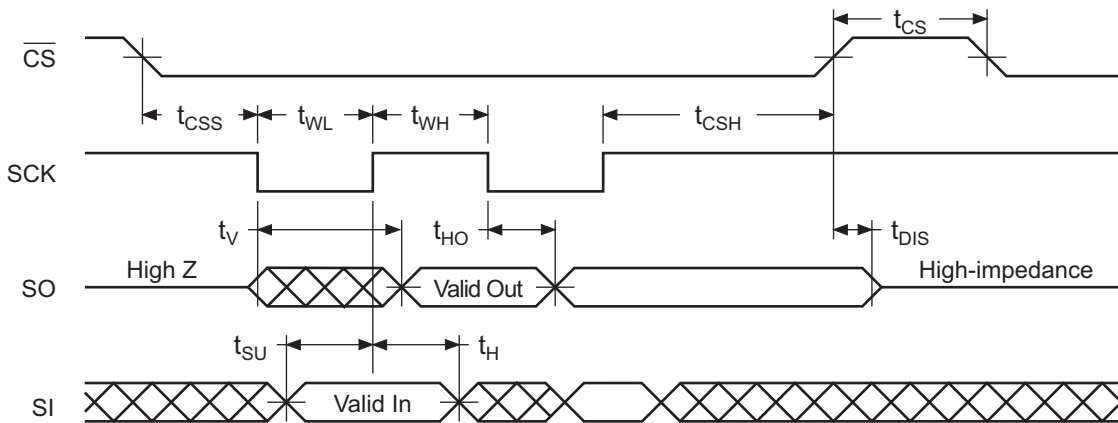 t_CS
C̅S̅
t_CSS t_WL t_WH t_CSH
SCK
t_V t_HO t_DIS
High Z Valid Out High-impedance
SO
t_SU t_H
SI Valid In